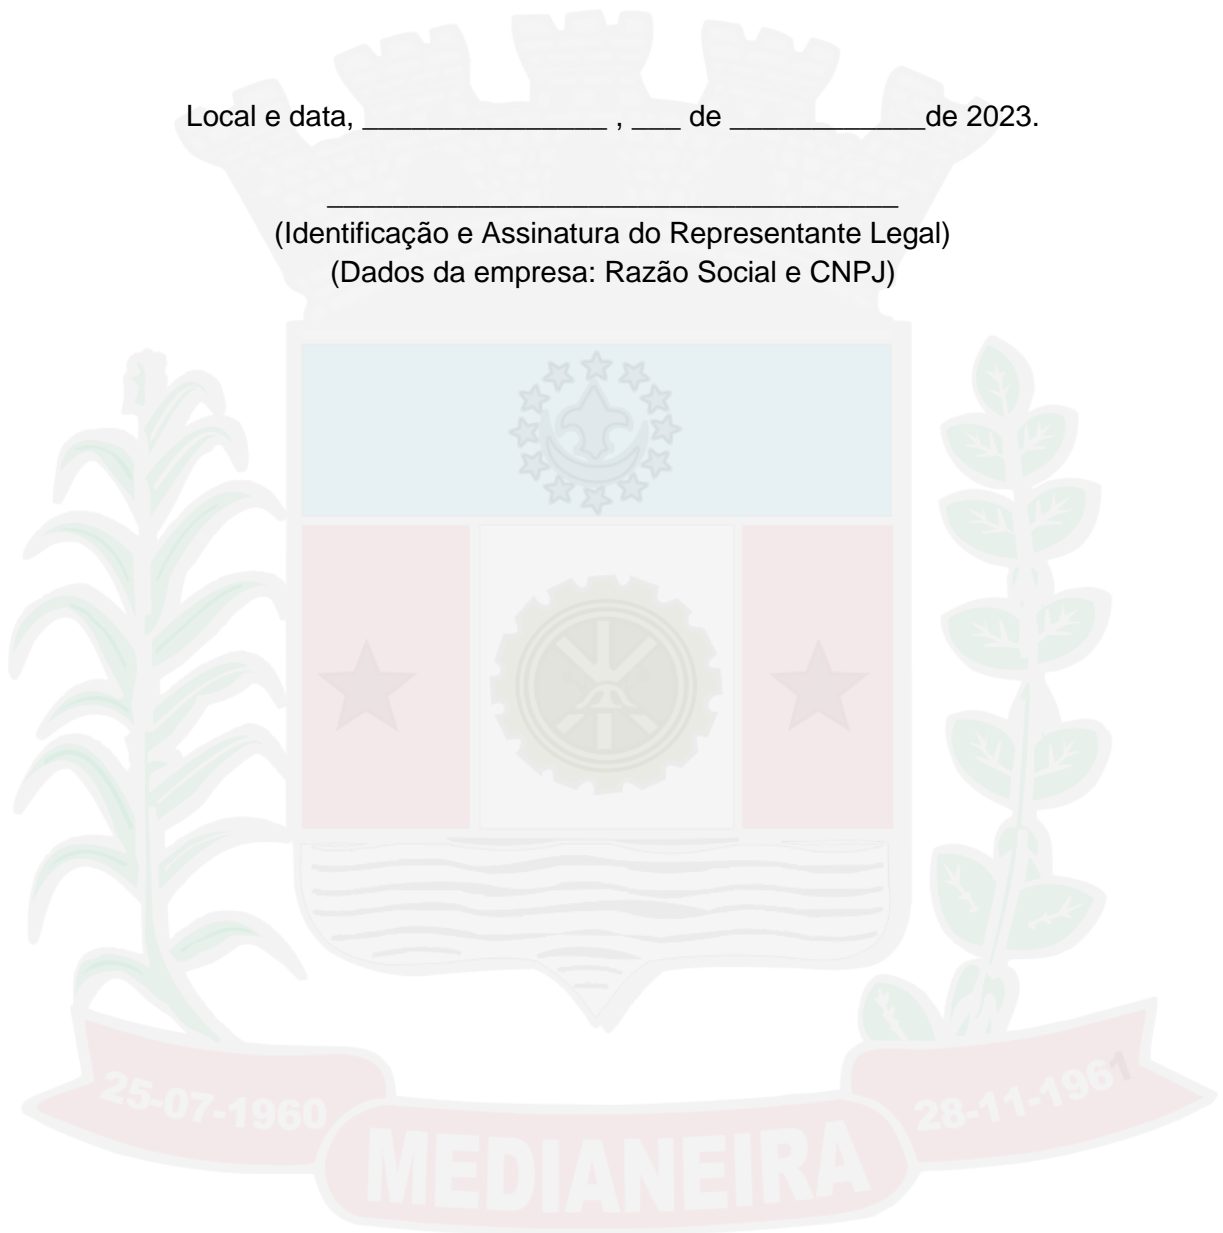 Local e data, _______________ , ___ de ____________de 2023.
___________________________________
(Identificação e Assinatura do Representante Legal)
(Dados da empresa: Razão Social e CNPJ)
25-07-1960
28-11-1961
MEDIANEIRA